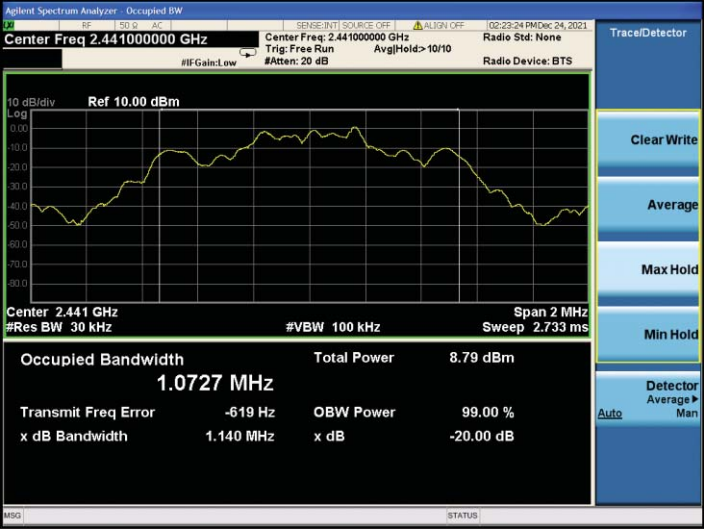 Agilent Spectrum Analyzer - Occupied BW
RF 50 Ω AC SENSE:INT SOURCE OFF ALIGN OFF 02:23:24 PM Dec 24, 2021
Center Freq 2.441000000 GHz
Center Freq: 2.441000000 GHz
Radio Std: None
Trig: Free Run Avg|Hold:>10/10
#IFGain:Low
#Atten: 20 dB
Radio Device: BTS
10 dB/div Ref 10.00 dBm
Log
0.00
-10.0
-20.0
-30.0
-40.0
-50.0
-60.0
-70.0
-80.0
Center 2.441 GHz Span 2 MHz
#Res BW 30 kHz #VBW 100 kHz Sweep 2.733 ms
Occupied Bandwidth Total Power 8.79 dBm
1.0727 MHz
Transmit Freq Error -619 Hz OBW Power 99.00 %
x dB Bandwidth 1.140 MHz x dB -20.00 dB
MSG STATUS
Trace/Detector
Clear Write
Average
Max Hold
Min Hold
Detector
Average
Auto Man